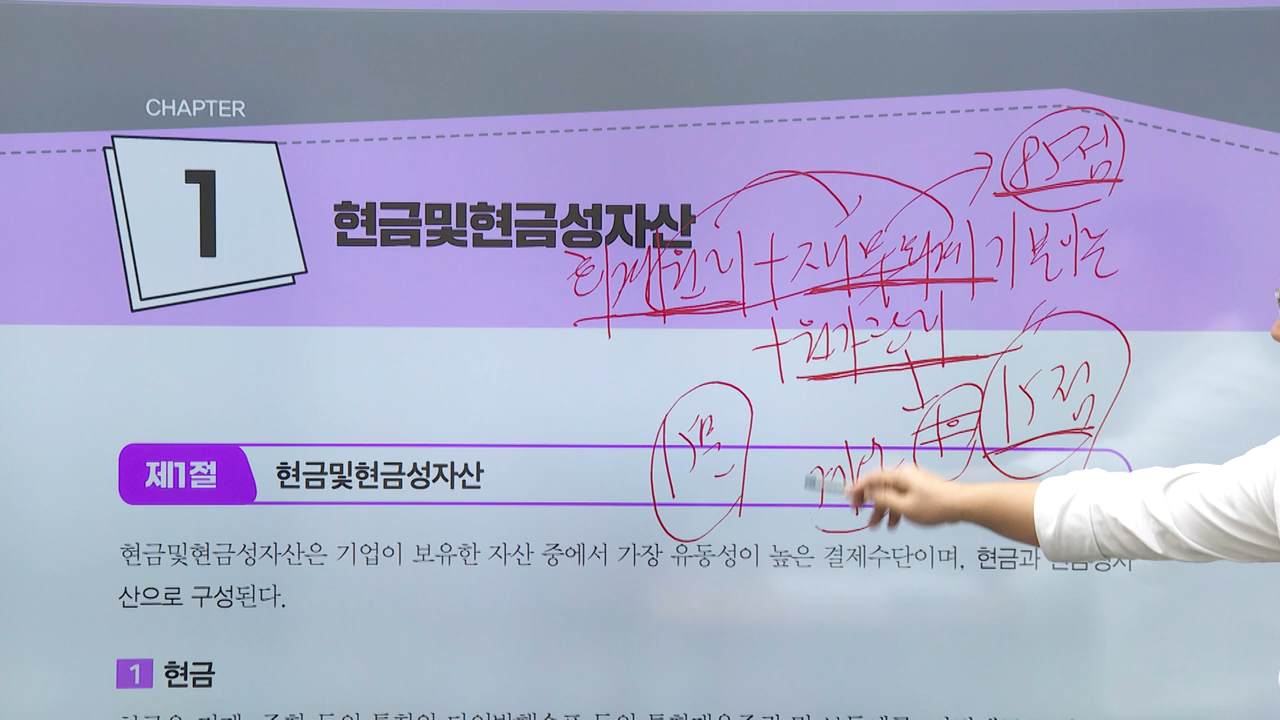 CHAPTER
1
현금및현금성자산
85점
회계원리+재무회계 기본이론
+원가관리
15점
제1절 현금및현금성자산
현금및현금성자산은 기업이 보유한 자산 중에서 가장 유동성이 높은 결제수단이며, 현금과
산으로 구성된다.
1 현금